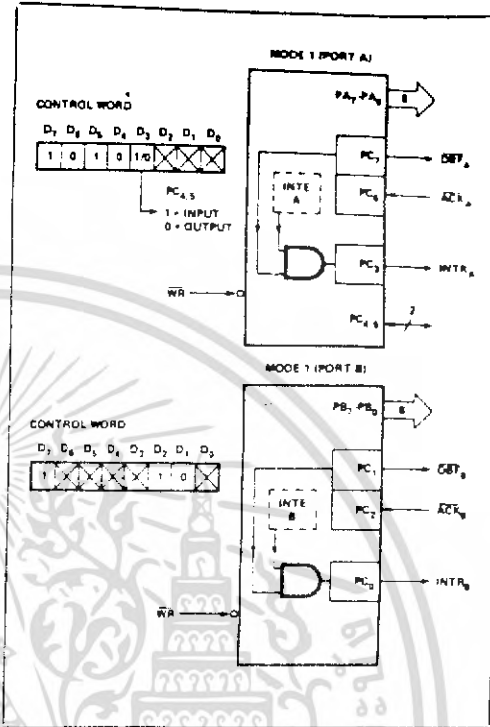 MODE 1 (PORT A)
PA7-PA0 8
CONTROL WORD
D7 D6 D5 D4 D3 D2 D1 D0
1 0 1 0 1/0
PC4,5
1 = INPUT
0 = OUTPUT
PC7 OBFA
INTE A
PC6 ACKA
PC3 INTRA
WR
PC4,5 2
MODE 1 (PORT B)
PB7-PB0 8
CONTROL WORD
D7 D6 D5 D4 D3 D2 D1 D0
1 1 0
PC1 OBFB
INTE B
PC2 ACKB
PC0 INTRB
WR